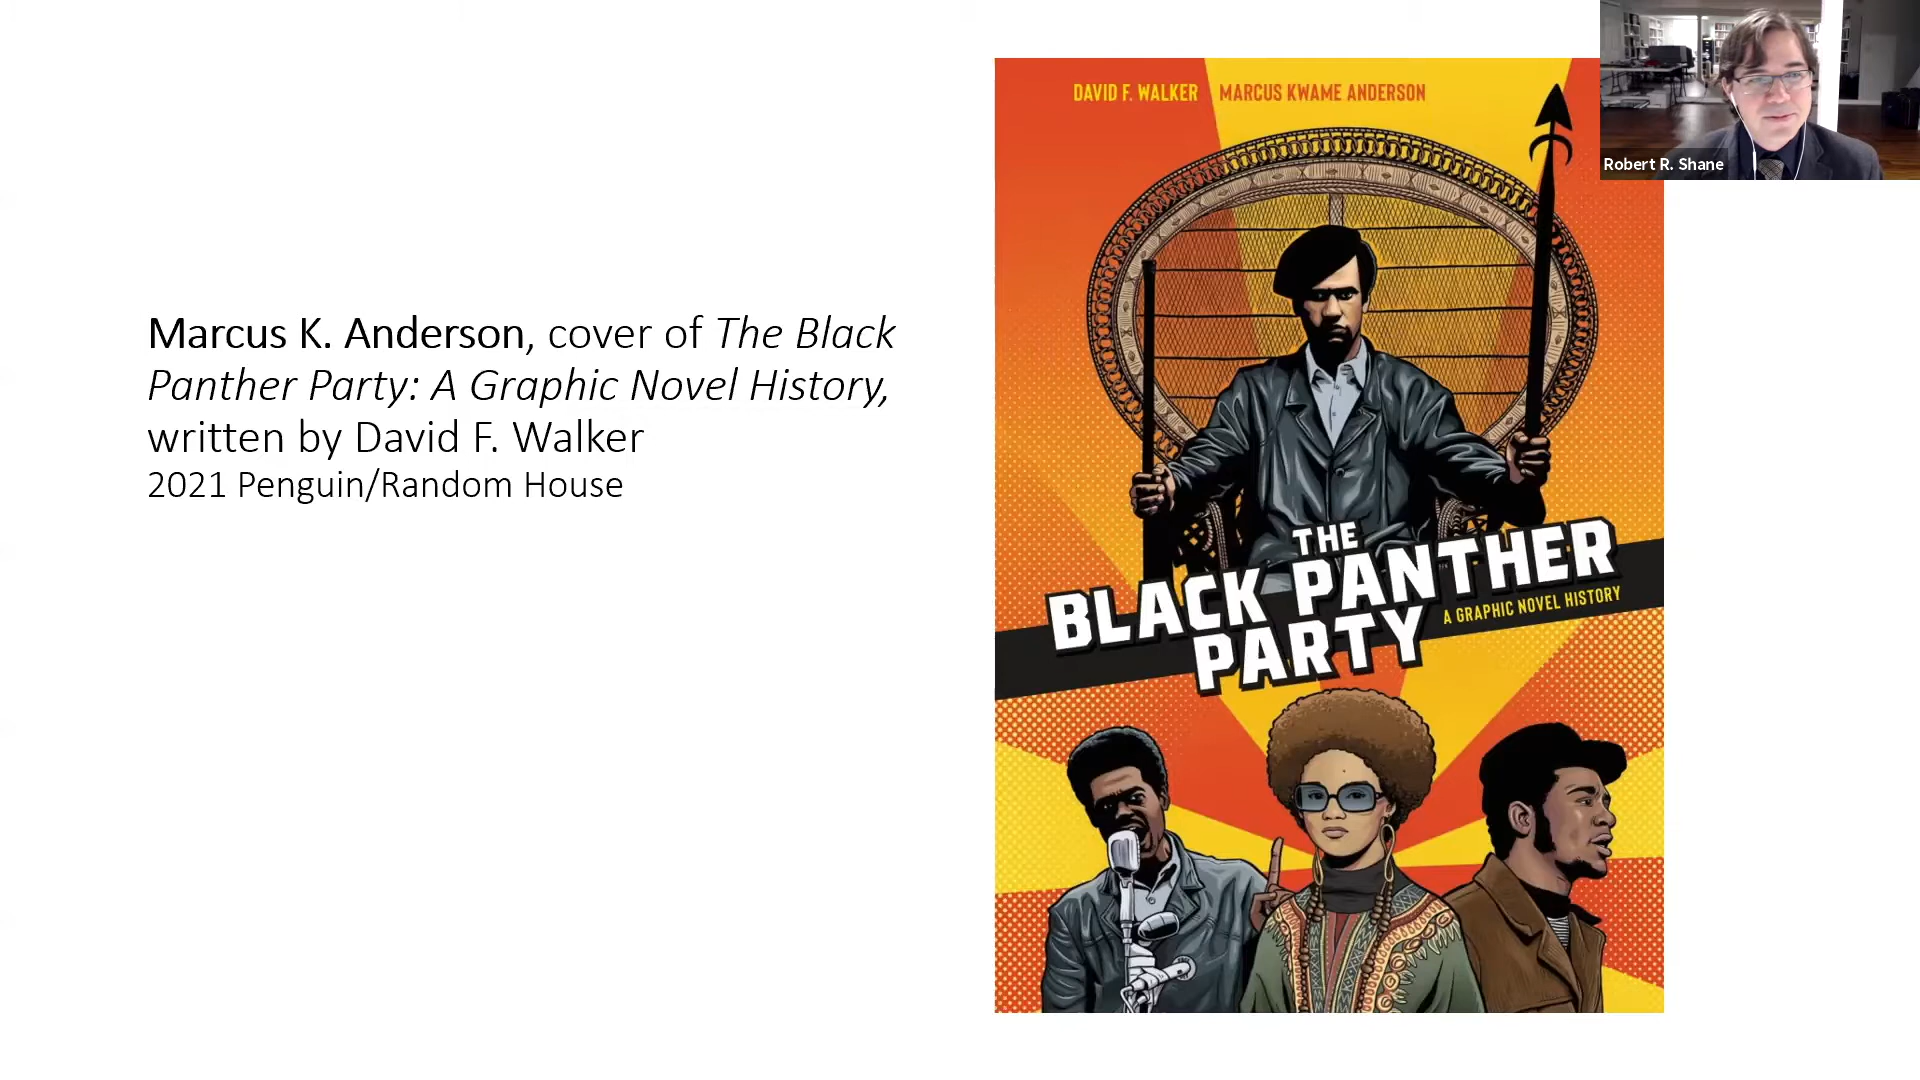 Marcus K. Anderson, cover of The Black
Panther Party: A Graphic Novel History,
written by David F. Walker
2021 Penguin/Random House
DAVID F. WALKER MARCUS KWAME ANDERSON
THE
BLACK PANTHER
PARTY
A GRAPHIC NOVEL HISTORY
Robert R. Shane